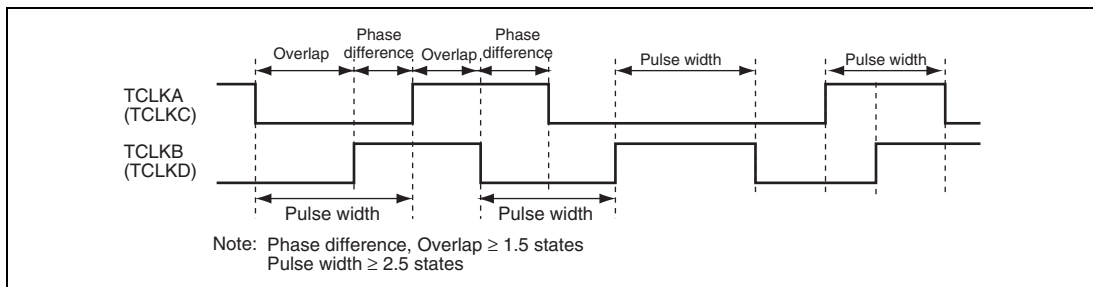 Overlap
Phase
difference
Overlap
Phase
difference
Pulse width
Pulse width
TCLKA
(TCLKC)
TCLKB
(TCLKD)
Pulse width
Pulse width
Note: Phase difference, Overlap ≥ 1.5 states
Pulse width ≥ 2.5 states